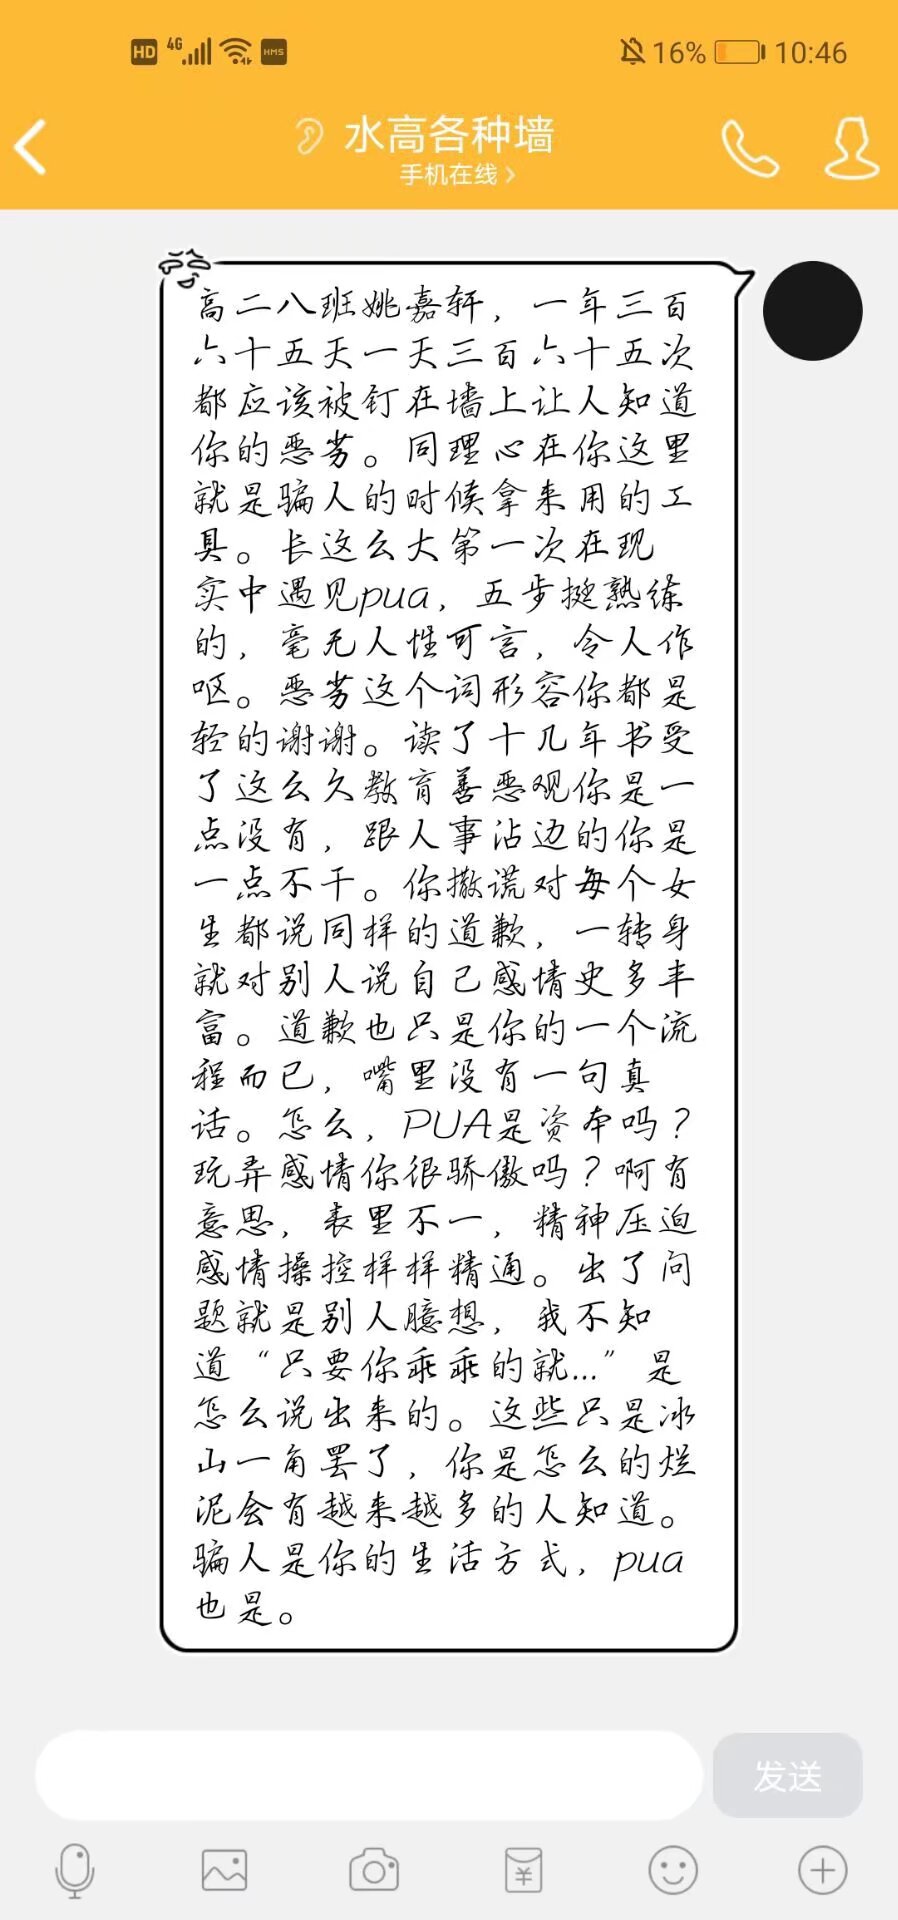 HD 4G HMS 16% 10:46
水高各种墙
手机在线
高二八班姚嘉轩，一年三百
六十五天一天三百六十五次
都应该被钉在墙上让人知道
你的恶劣。同理心在你这里
就是骗人的时候拿来用的工
具。长这么大第一次在现
实中遇见pua，五步挺熟练
的，毫无人性可言，令人作
呕。恶劣这个词形容你都是
轻的谢谢。读了十几年书受
了这么久教育善恶观你是一
点没有，跟人事沾边的你是
一点不干。你撒谎对每个女
生都说同样的道歉，一转身
就对别人说自己感情史多丰
富。道歉也只是你的一个流
程而已，嘴里没有一句真
话。怎么，PUA是资本吗？
玩弄感情你很骄傲吗？啊有
意思，表里不一，精神压迫
感情操控样样精通。出了问
题就是别人臆想，我不知
道“只要你乖乖的就...”是
怎么说出来的。这些只是冰
山一角罢了，你是怎么的烂
泥会有越来越多的人知道。
骗人是你的生活方式，pua
也是。
发送